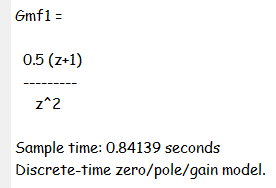 Gmf1 =
0.5 (z+1)
---------
z^2
Sample time: 0.84139 seconds
Discrete-time zero/pole/gain model.